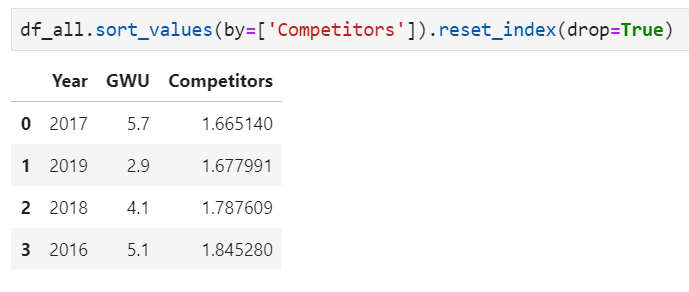 df_all.sort_values(by=['Competitors']).reset_index(drop=True)
Year GWU Competitors
0 2017 5.7 1.665140
1 2019 2.9 1.677991
2 2018 4.1 1.787609
3 2016 5.1 1.845280